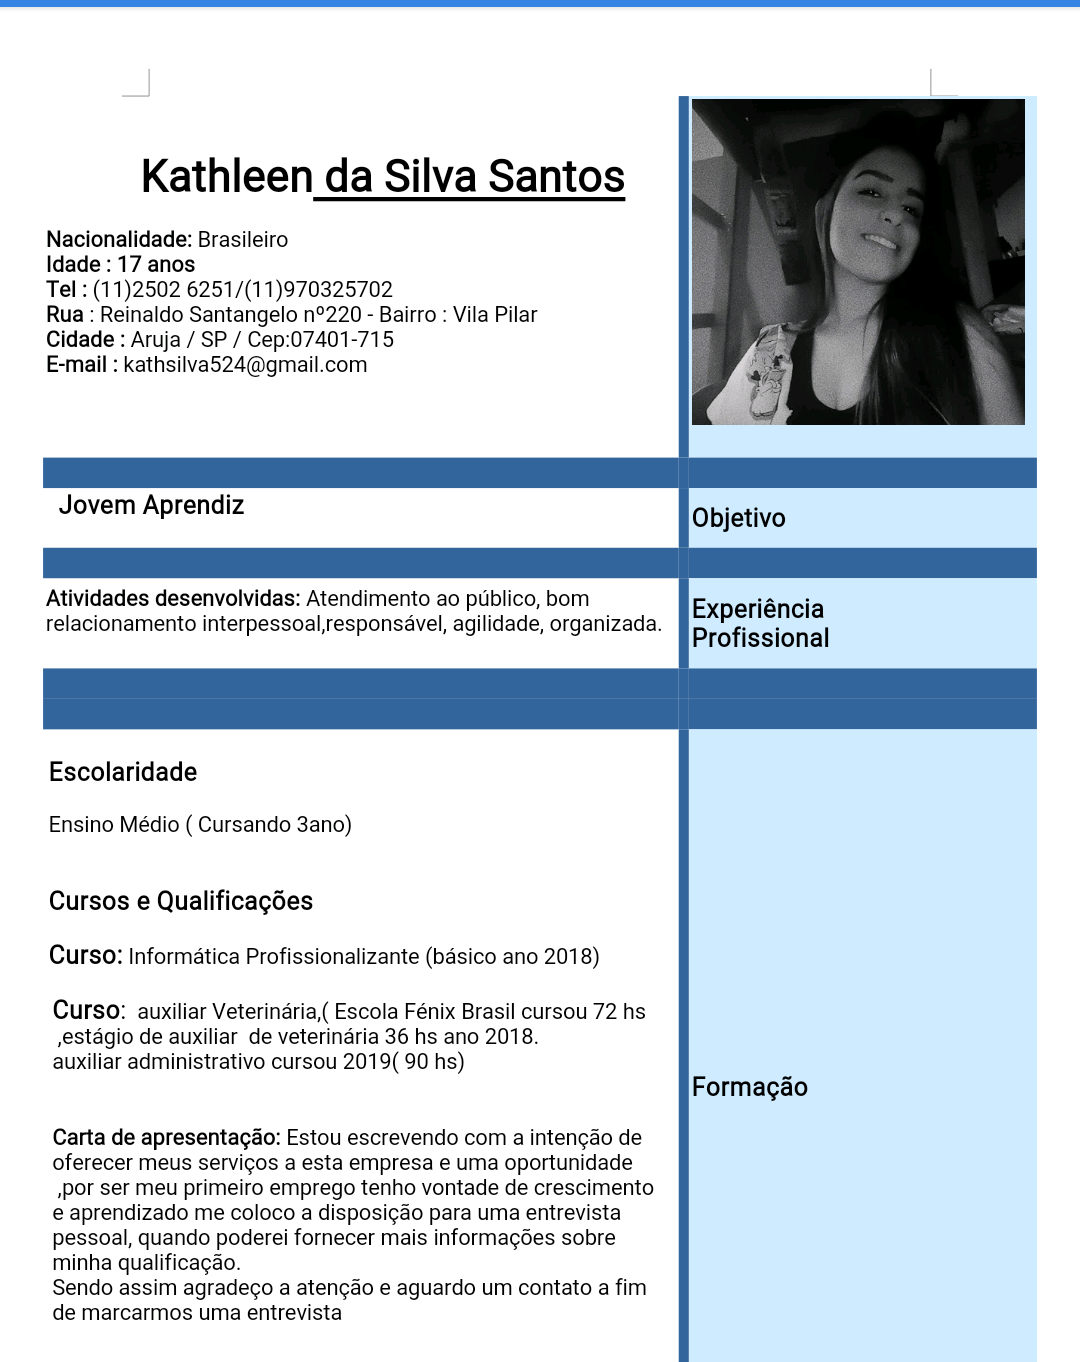 Kathleen da Silva Santos
Nacionalidade: Brasileiro
Idade : 17 anos
Tel : (11)2502 6251/(11)970325702
Rua : Reinaldo Santangelo nº220 - Bairro : Vila Pilar
Cidade : Aruja / SP / Cep:07401-715
E-mail : kathsilva524@gmail.com
Jovem Aprendiz
Objetivo
Atividades desenvolvidas: Atendimento ao público, bom
relacionamento interpessoal,responsável, agilidade, organizada.
Experiência
Profissional
Escolaridade
Ensino Médio ( Cursando 3ano)
Cursos e Qualificações
Curso: Informática Profissionalizante (básico ano 2018)
Curso:  auxiliar Veterinária,( Escola Fénix Brasil cursou 72 hs
,estágio de auxiliar  de veterinária 36 hs ano 2018.
auxiliar administrativo cursou 2019( 90 hs)
Formação
Carta de apresentação: Estou escrevendo com a intenção de
oferecer meus serviços a esta empresa e uma oportunidade
,por ser meu primeiro emprego tenho vontade de crescimento
e aprendizado me coloco a disposição para uma entrevista
pessoal, quando poderei fornecer mais informações sobre
minha qualificação.
Sendo assim agradeço a atenção e aguardo um contato a fim
de marcarmos uma entrevista